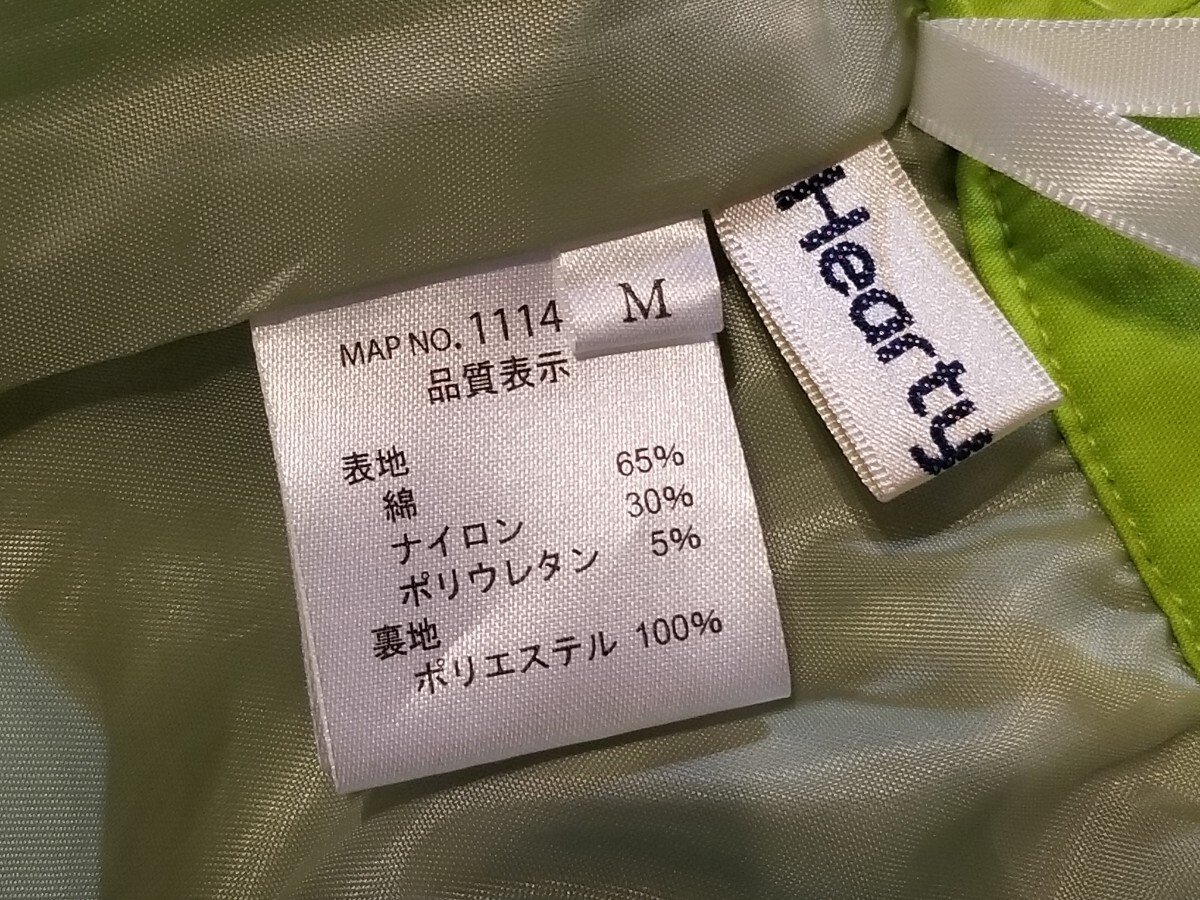 MAP NO. 1114
M
品質表示
表地
綿 65%
ナイロン 30%
ポリウレタン 5%
裏地
ポリエステル 100%
Hearty